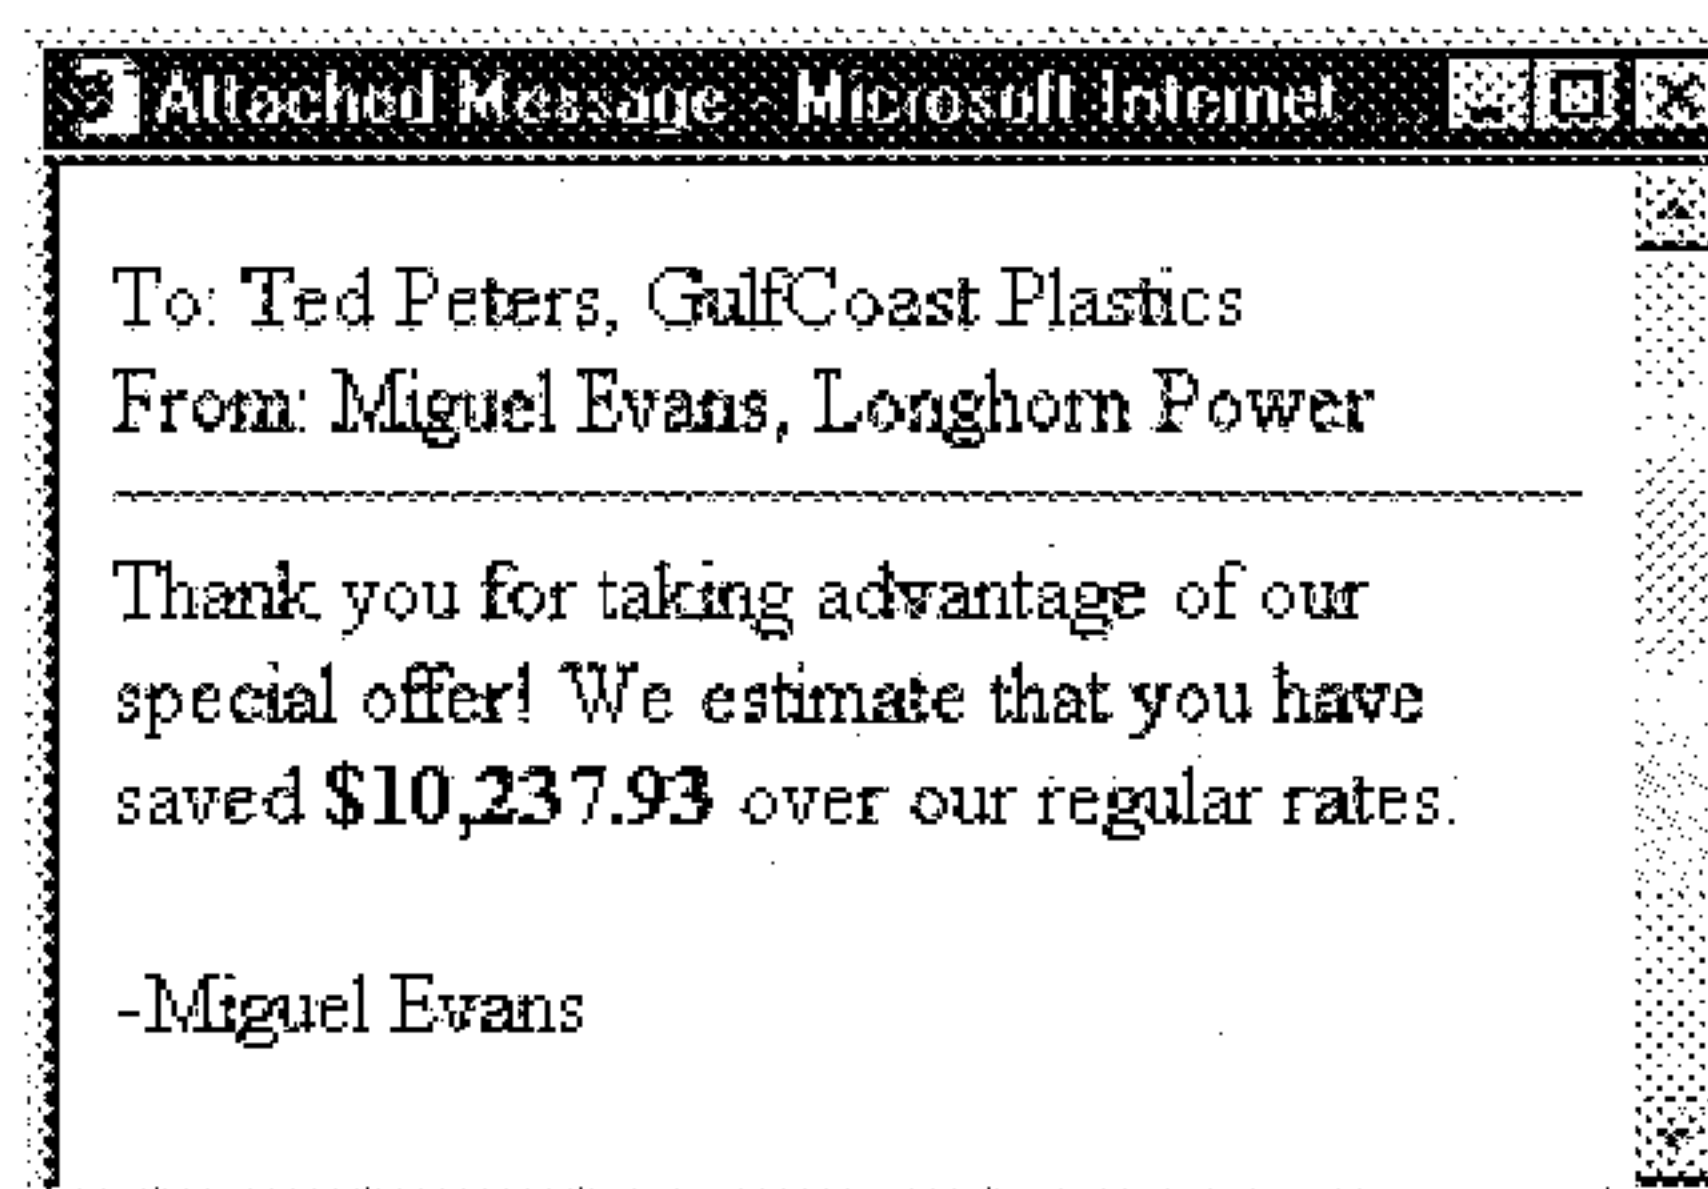 Attached Message - Microsoft Internet
To: Ted Peters, GulfCoast Plastics
From: Miguel Evans, Longhorn Power
Thank you for taking advantage of our
special offer! We estimate that you have
saved $10,237.93 over our regular rates.
-Miguel Evans